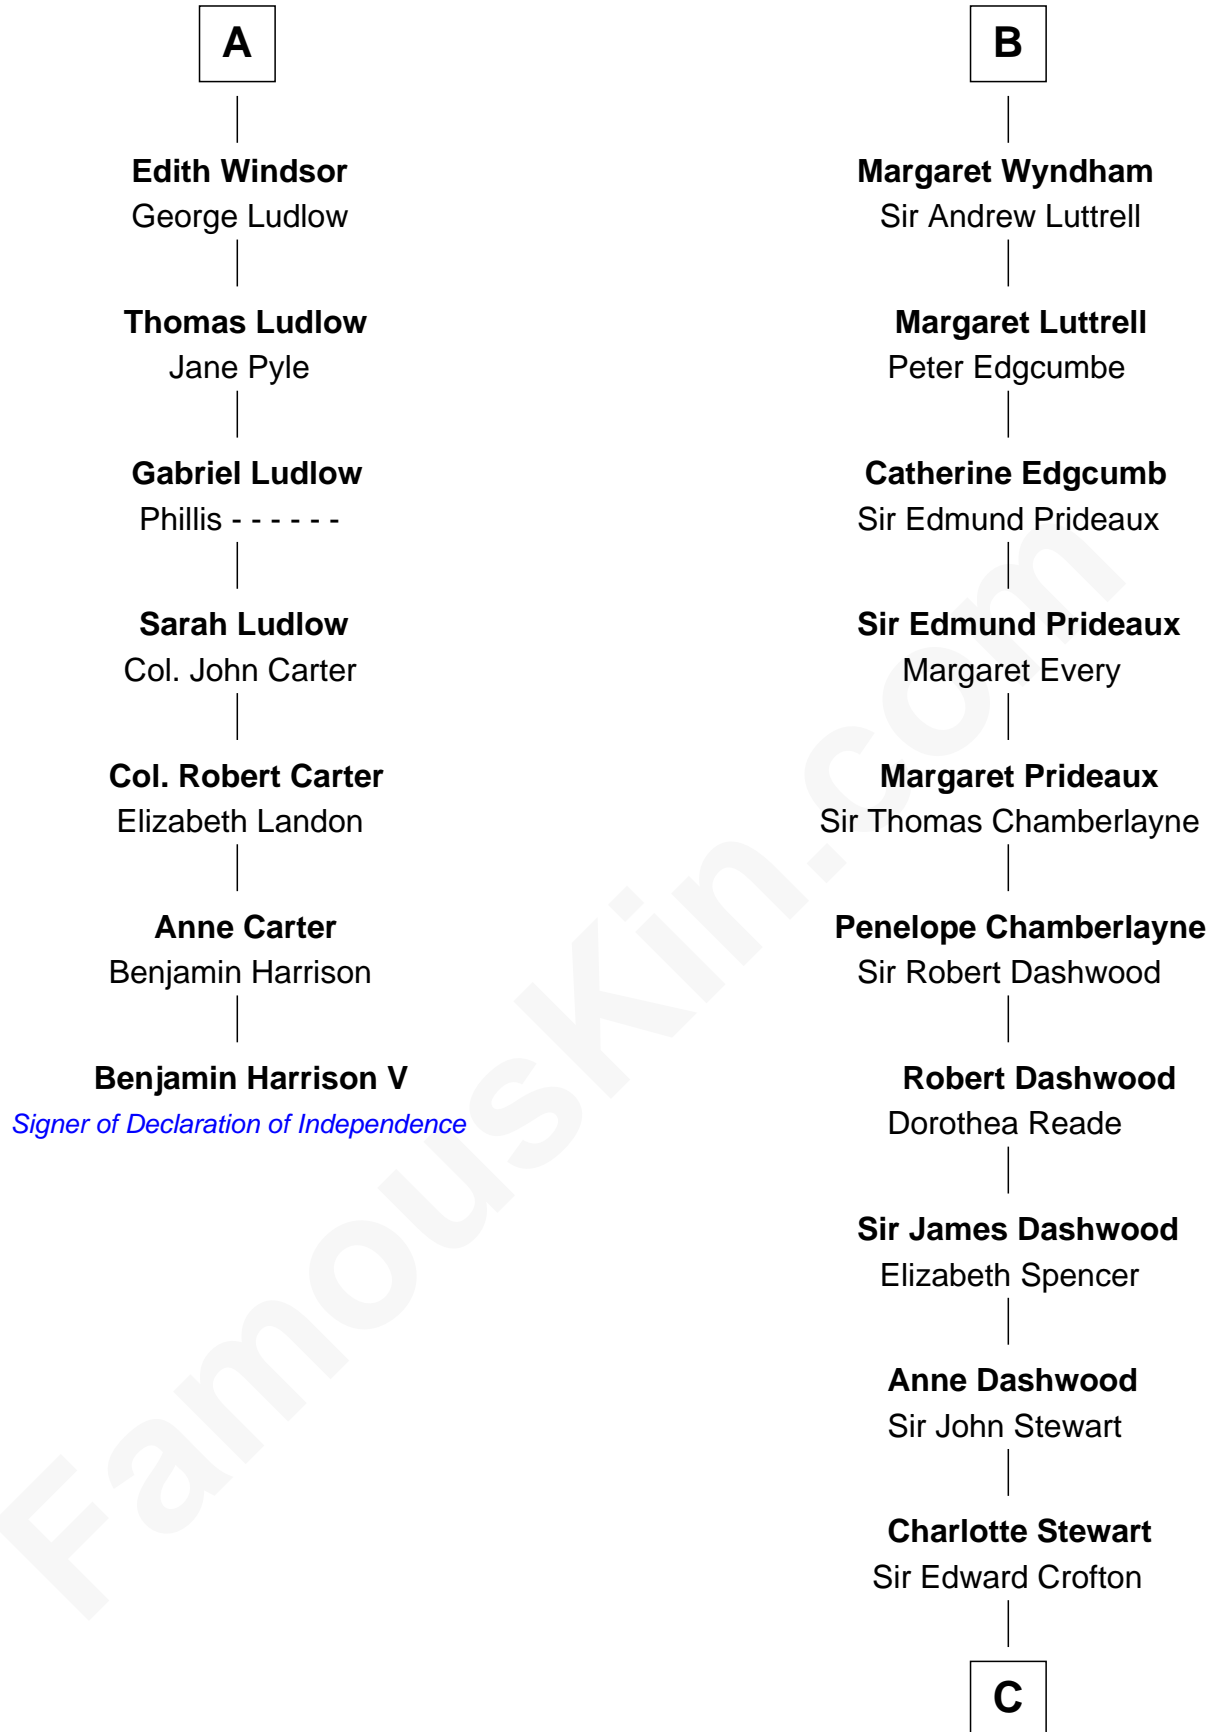 A
Edith Windsor
George Ludlow
Thomas Ludlow
Jane Pyle
Gabriel Ludlow
Phillis - - - - - -
Sarah Ludlow
Col. John Carter
Col. Robert Carter
Elizabeth Landon
Anne Carter
Benjamin Harrison
Benjamin Harrison V
Signer of Declaration of Independence
B
Margaret Wyndham
Sir Andrew Luttrell
Margaret Luttrell
Peter Edgcumbe
Catherine Edgcumb
Sir Edmund Prideaux
Sir Edmund Prideaux
Margaret Every
Margaret Prideaux
Sir Thomas Chamberlayne
Penelope Chamberlayne
Sir Robert Dashwood
Robert Dashwood
Dorothea Reade
Sir James Dashwood
Elizabeth Spencer
Anne Dashwood
Sir John Stewart
Charlotte Stewart
Sir Edward Crofton
C
FamousKin.com